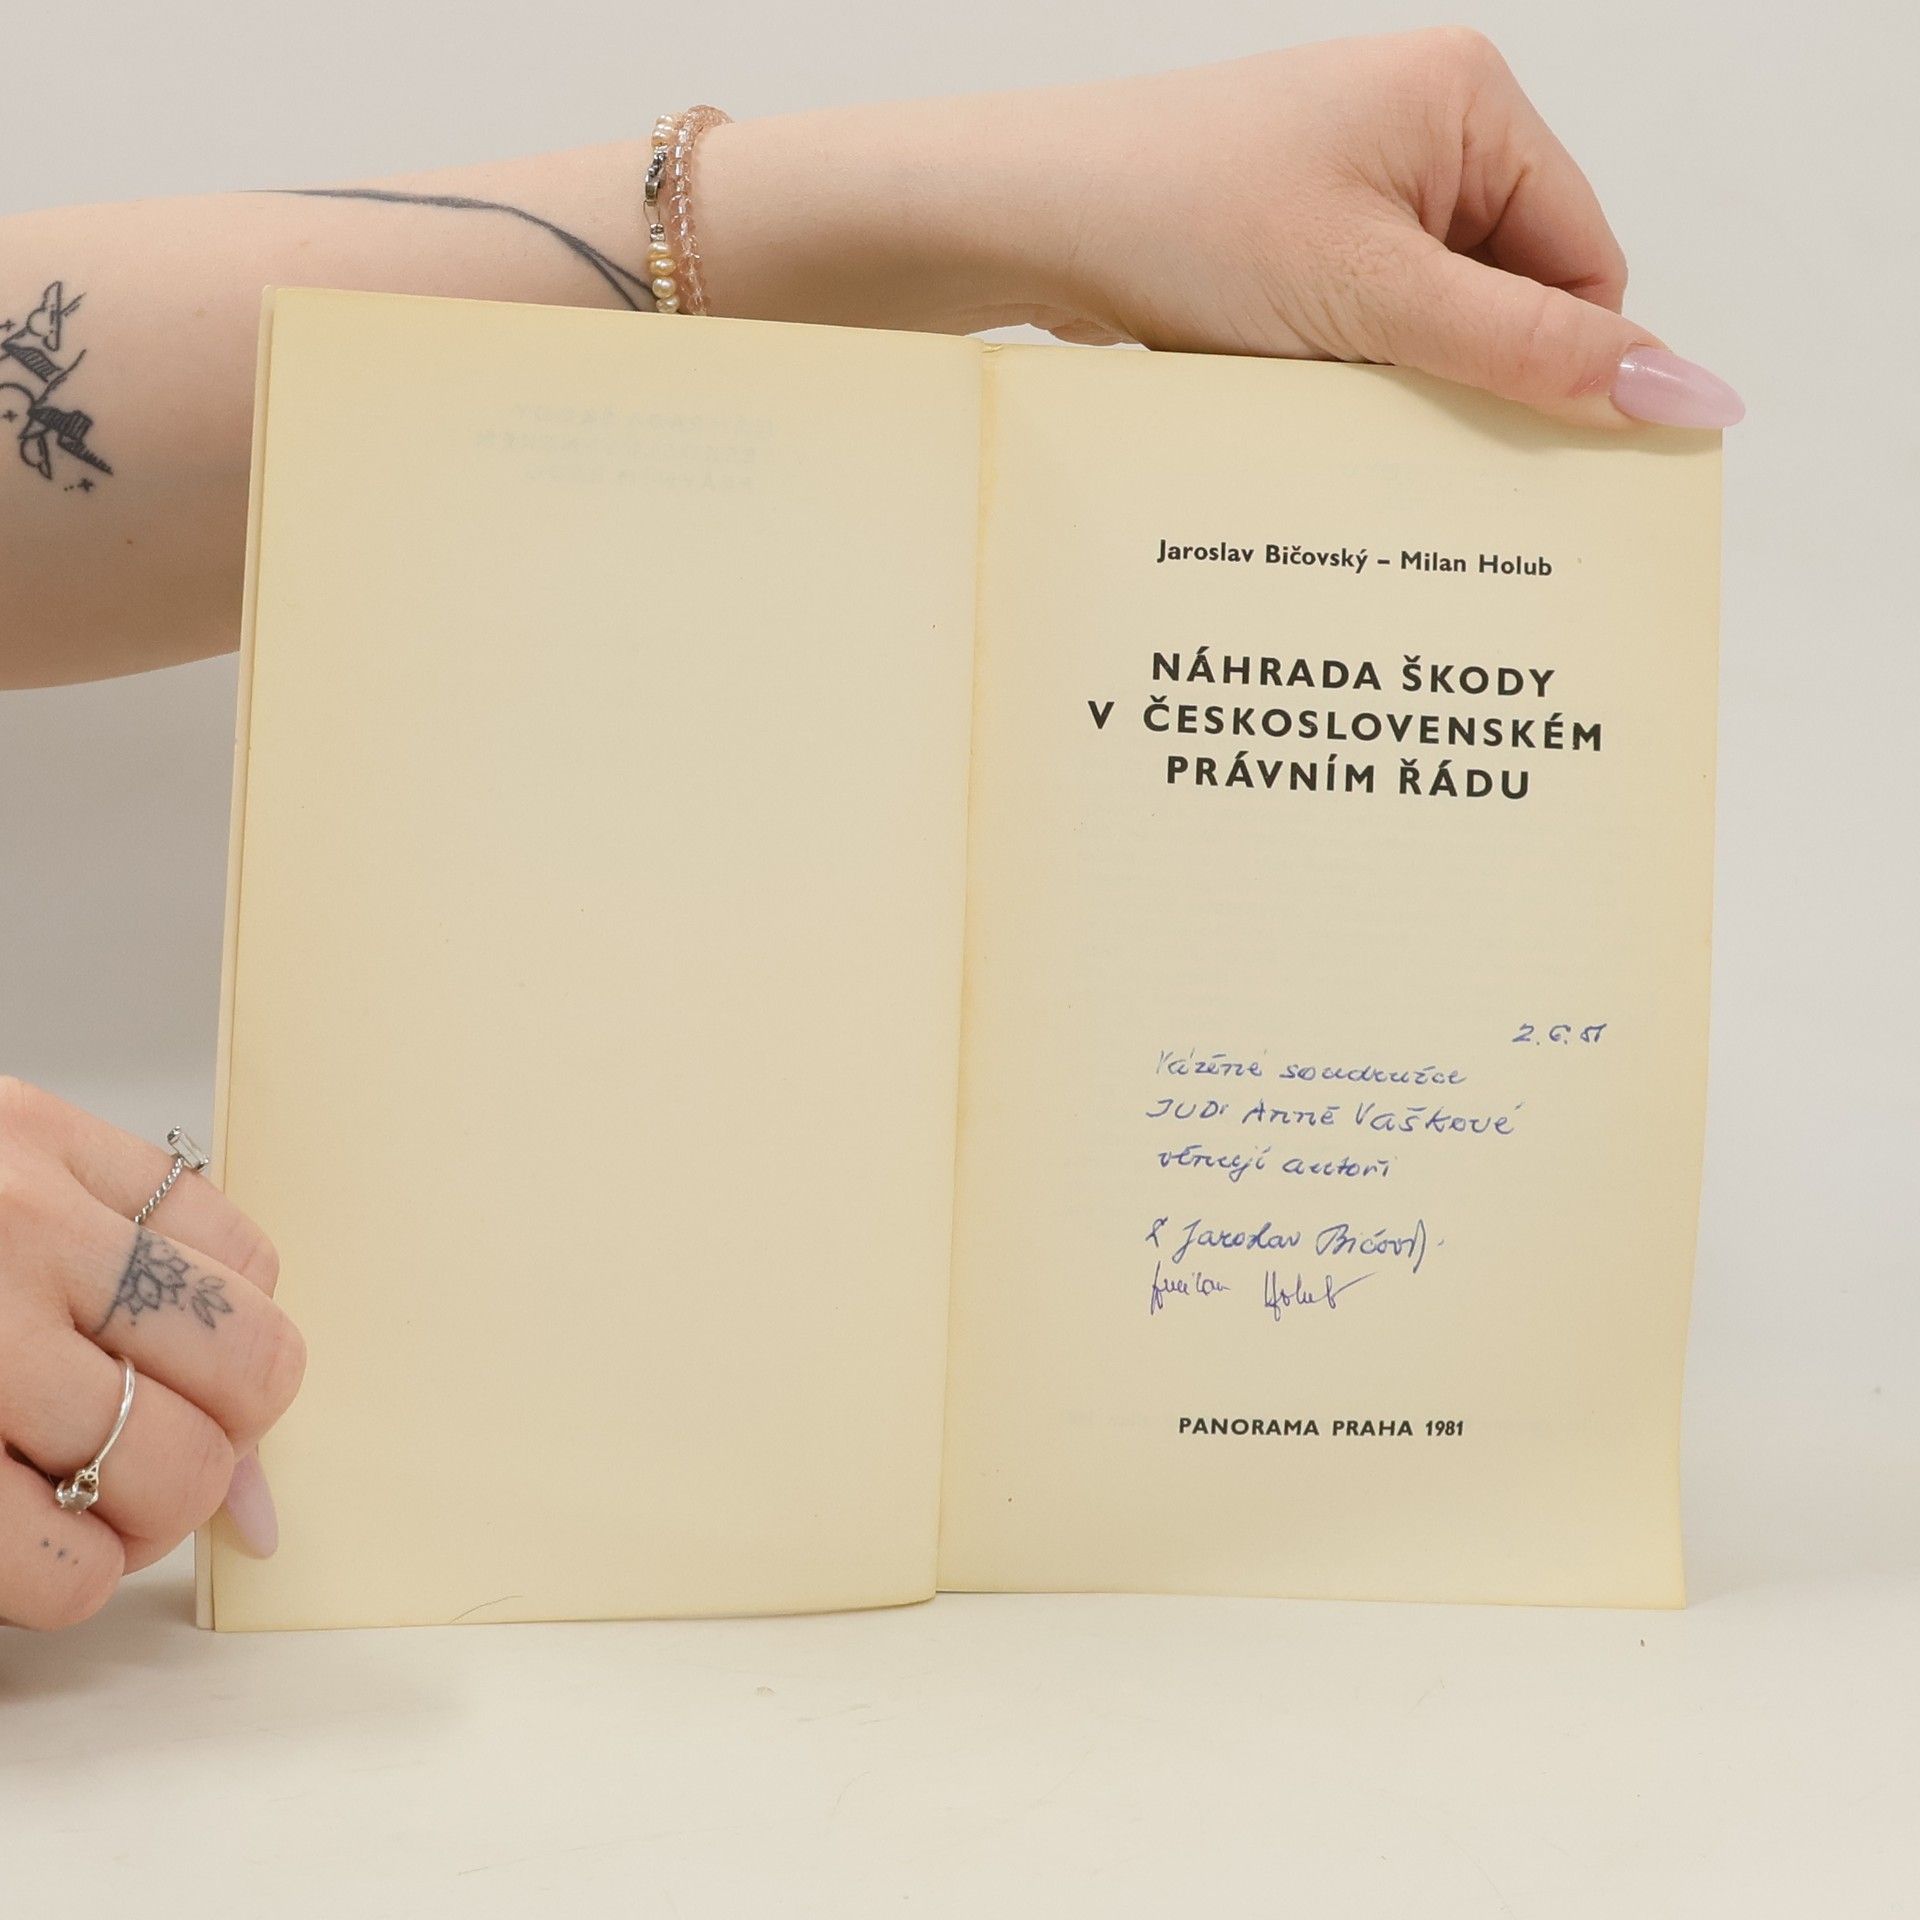 Jaroslav Bičovský – Milan Holub
NÁHRADA ŠKODY
V ČESKOSLOVENSKÉM
PRÁVNÍM ŘÁDU
2. 6. 81
Vážené soudružce
JUDr Anně Vaškové
věnují autoři
Jaroslav Bičovský
Milan Holub
PANORAMA PRAHA 1981